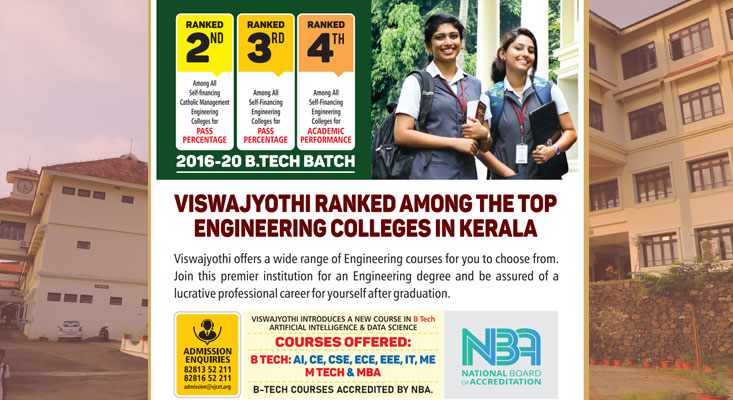 RANKED
2ND
Among All
Self-financing
Catholic Management
Engineering
Colleges for
PASS
PERCENTAGE
RANKED
3RD
Among All
Self-Financing
Engineering
Colleges for
PASS
PERCENTAGE
RANKED
4TH
Among All
Self-Financing
Engineering
Colleges for
ACADEMIC
PERFORMANCE
2016-20 B.TECH BATCH
VISWAJYOTHI RANKED AMONG THE TOP
ENGINEERING COLLEGES IN KERALA
Viswajyothi offers a wide range of Engineering courses for you to choose from.
Join this premier institution for an Engineering degree and be assured of a
lucrative professional career for yourself after graduation.
ADMISSION
ENQUIRIES
82813 52 211
82816 52 211
admission@vjcet.org
VISWAJYOTHI INTRODUCES A NEW COURSE IN B Tech
ARTIFICIAL INTELLIGENCE & DATA SCIENCE
COURSES OFFERED:
B TECH: AI, CE, CSE, ECE, EEE, IT, ME
M TECH & MBA
B-TECH COURSES ACCREDITED BY NBA.
NBA
NATIONAL BOARD
OF ACCREDITATION